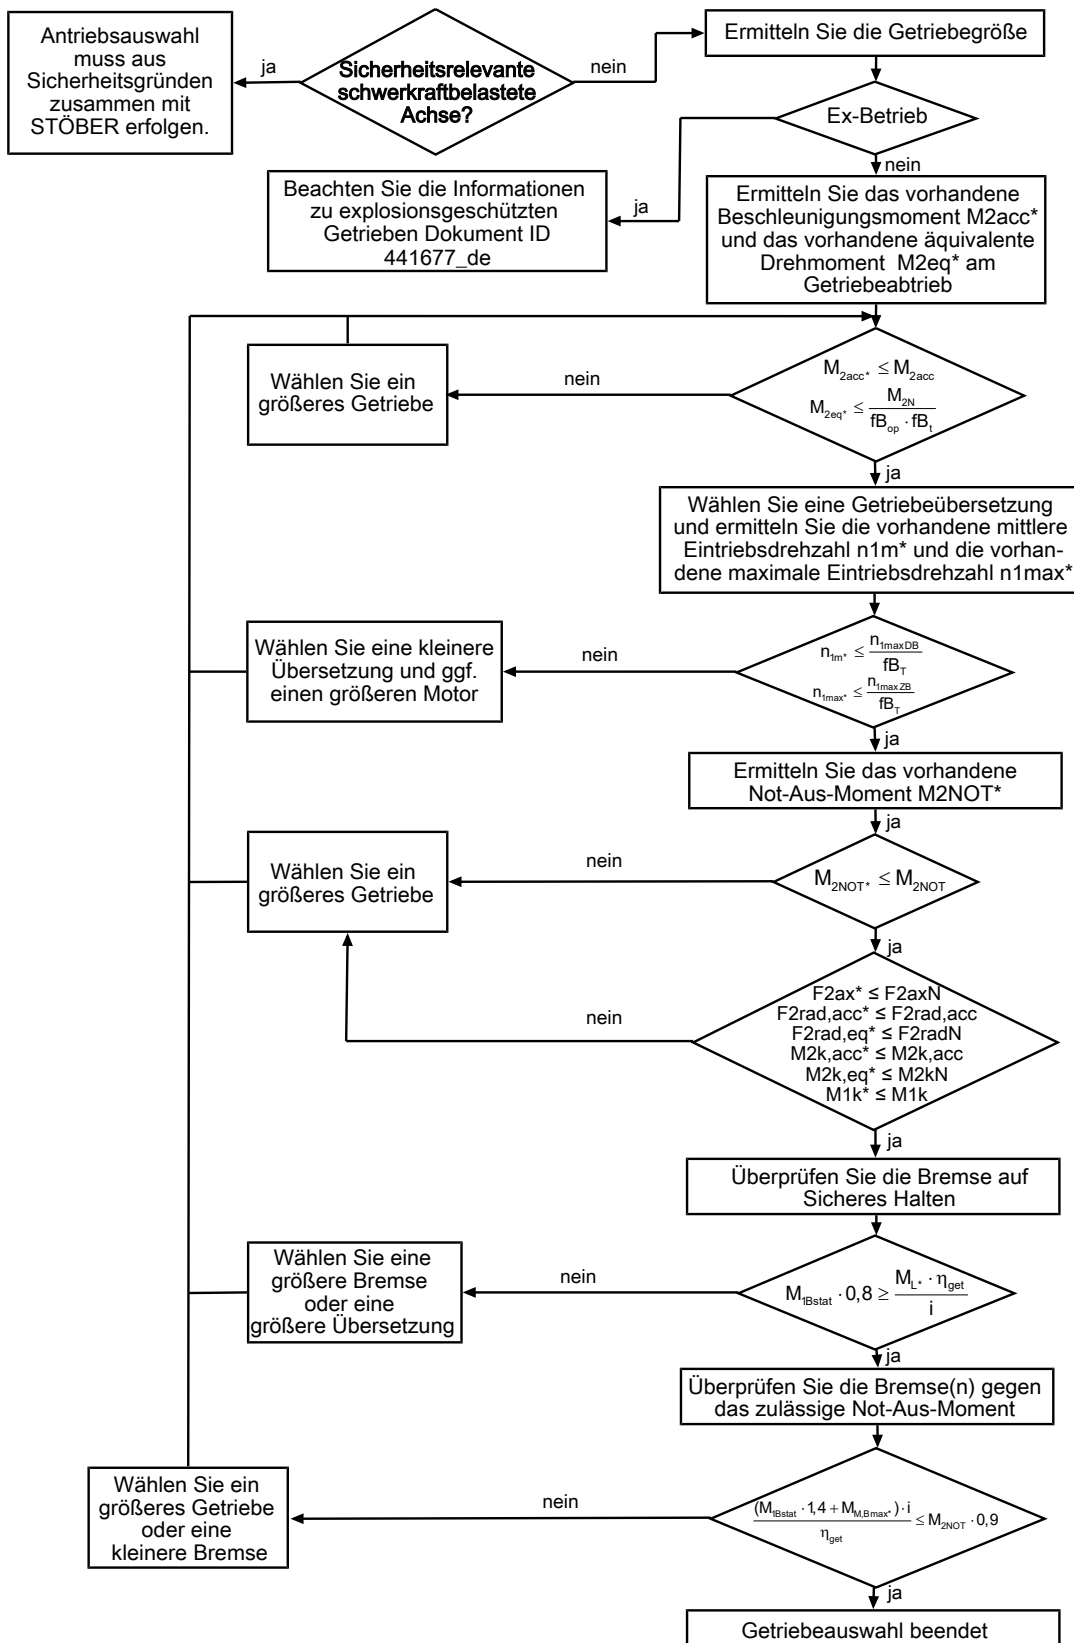 Antriebsauswahl
muss aus
Sicherheitsgründen
zusammen mit
STÖBER erfolgen.
ja
Sicherheitsrelevante
schwerkraftbelastete
Achse?
nein
Ermitteln Sie die Getriebegröße
Ex-Betrieb
ja
nein
Beachten Sie die Informationen
zu explosionsgeschützten
Getrieben Dokument ID
441677_de
Ermitteln Sie das vorhandene
Beschleunigungsmoment M2acc*
und das vorhandene äquivalente
Drehmoment M2eq* am
Getriebeabtrieb
M2acc* ≤ M2acc
M2eq* ≤ M2N / (fBop · fBt)
nein
Wählen Sie ein
größeres Getriebe
ja
Wählen Sie eine Getriebeübersetzung
und ermitteln Sie die vorhandene mittlere
Eintriebsdrehzahl n1m* und die vorhan-
dene maximale Eintriebsdrehzahl n1max*
n1m* ≤ n1maxDB / fBT
n1max* ≤ n1maxZB / fBT
nein
Wählen Sie eine kleinere
Übersetzung und ggf.
einen größeren Motor
ja
Ermitteln Sie das vorhandene
Not-Aus-Moment M2NOT*
ja
M2NOT* ≤ M2NOT
nein
Wählen Sie ein
größeres Getriebe
ja
F2ax* ≤ F2axN
F2rad,acc* ≤ F2rad,acc
F2rad,eq* ≤ F2radN
M2k,acc* ≤ M2k,acc
M2k,eq* ≤ M2kN
M1k* ≤ M1k
nein
ja
Überprüfen Sie die Bremse auf
Sicheres Halten
M1Bstat · 0,8 ≥ ML* · ηget / i
nein
Wählen Sie eine
größere Bremse
oder eine
größere Übersetzung
ja
Überprüfen Sie die Bremse(n) gegen
das zulässige Not-Aus-Moment
(M1Bstat · 1,4 + MM,Bmax*) · i / ηget ≤ M2NOT · 0,9
nein
Wählen Sie ein
größeres Getriebe
oder eine
kleinere Bremse
ja
Getriebeauswahl beendet